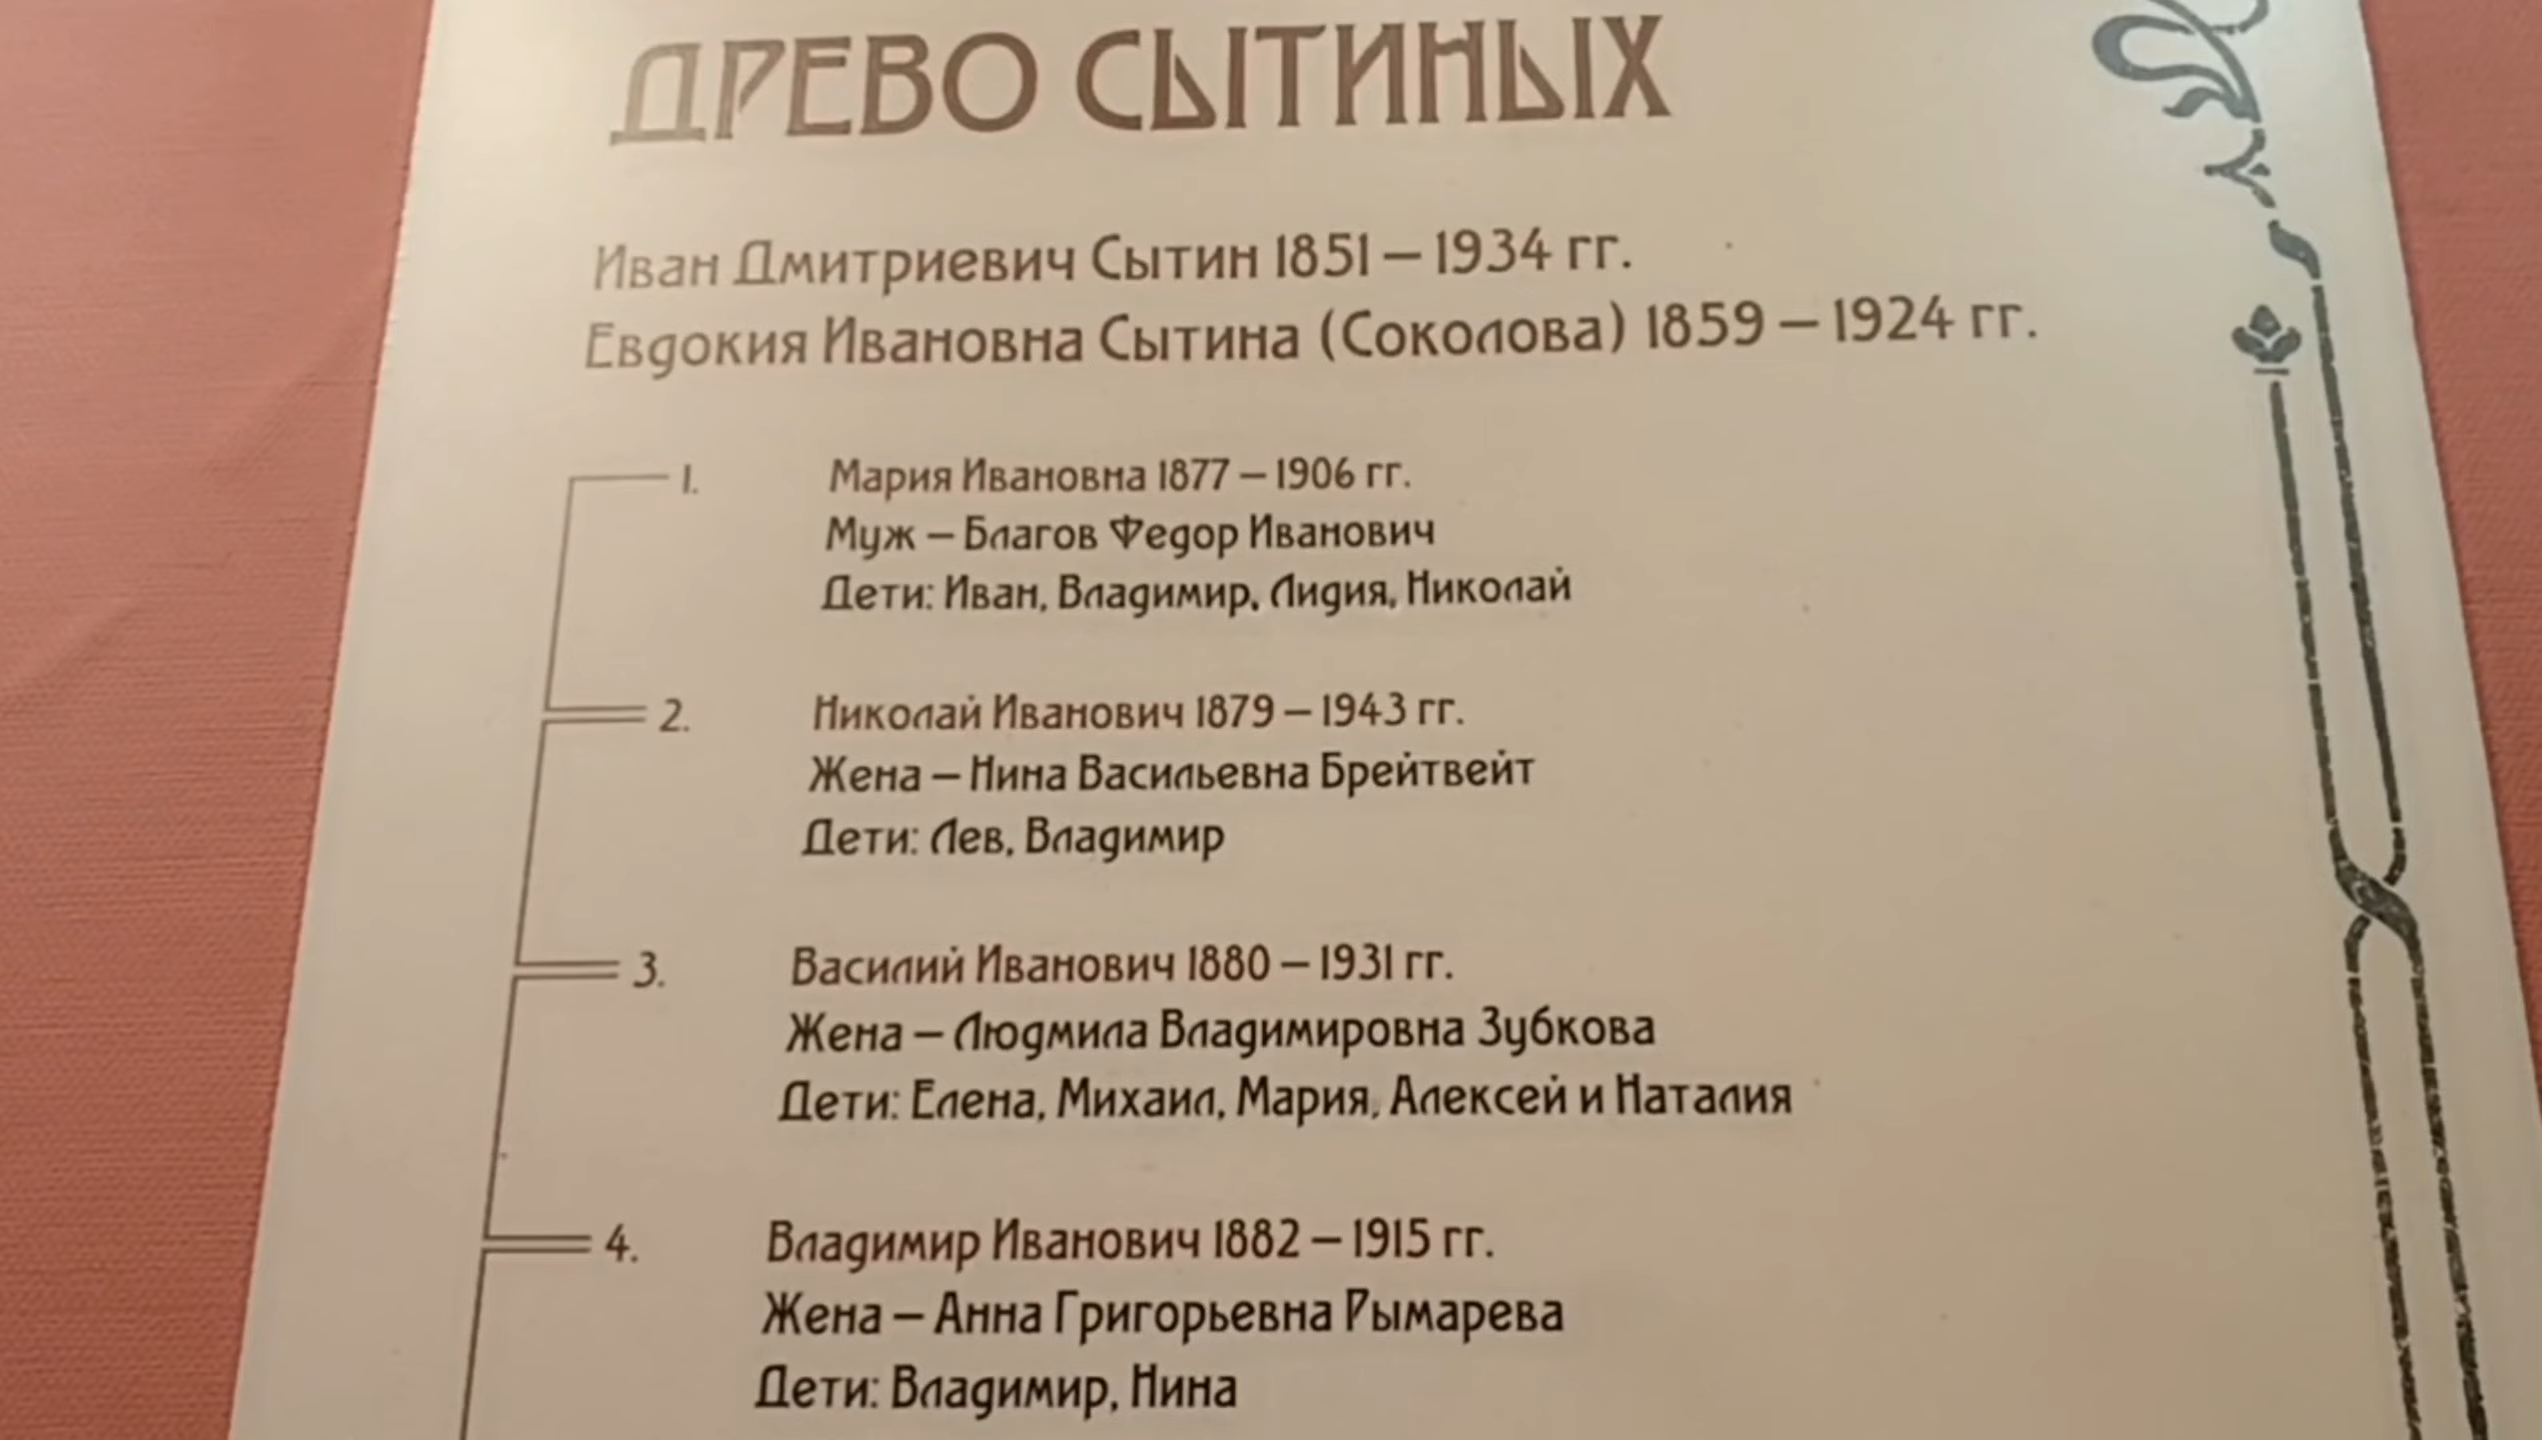 ДРЕВО СЫТИНЫХ
Иван Дмитриевич Сытин 1851 – 1934 гг.
Евдокия Ивановна Сытина (Соколова) 1859 – 1924 гг.
1. Мария Ивановна 1877 – 1906 гг.
Муж – Благов Федор Иванович
Дети: Иван, Владимир, Лидия, Николай
2. Николай Иванович 1879 – 1943 гг.
Жена – Нина Васильевна Брейтвейт
Дети: Лев, Владимир
3. Василий Иванович 1880 – 1931 гг.
Жена – Людмила Владимировна Зубкова
Дети: Елена, Михаил, Мария, Алексей и Наталия
4. Владимир Иванович 1882 – 1915 гг.
Жена – Анна Григорьевна Рымарева
Дети: Владимир, Нина